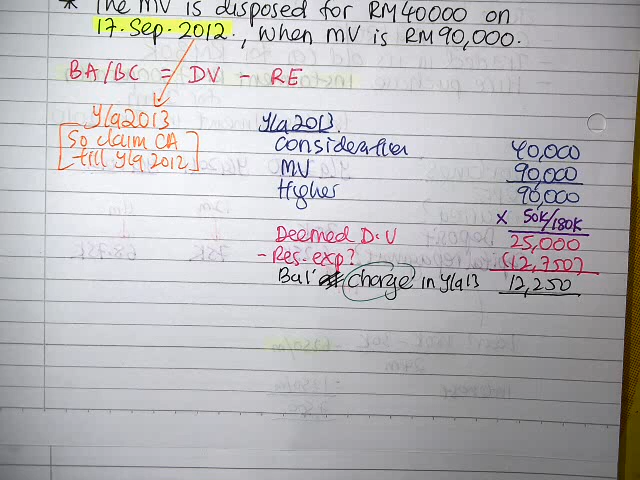 * The MV is disposed for RM40000 on
17. Sep. 2012, when MV is RM90,000.
BA/BC = DV - RE
Y/a2013
So claim CA
till Y/a 2012
Y/a2013.
Consideration 40,000
MV 90,000
Higher 90,000
x 50K/180K
Deemed D.V 25,000
- Res. exp? (12,750)
Bal charge in Y/a13 12,250